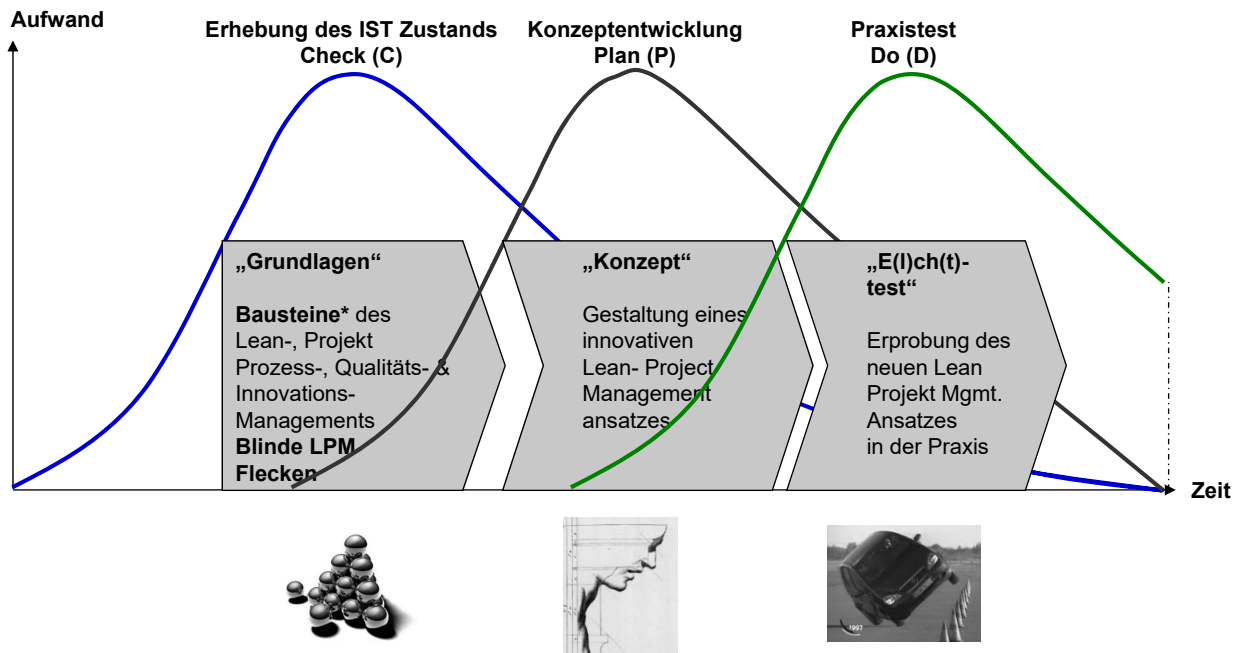 Aufwand
Erhebung des IST Zustands
Check (C)
Konzeptentwicklung
Plan (P)
Praxistest
Do (D)
„Grundlagen“
Bausteine* des
Lean-, Projekt
Prozess-, Qualitäts- &
Innovations-
Managements
Blinde LPM
Flecken
„Konzept“
Gestaltung eines
innovativen
Lean- Project
Management
ansatzes
„E(l)ch(t)-
test“
Erprobung des
neuen Lean
Projekt Mgmt.
Ansatzes
in der Praxis
Zeit
1997